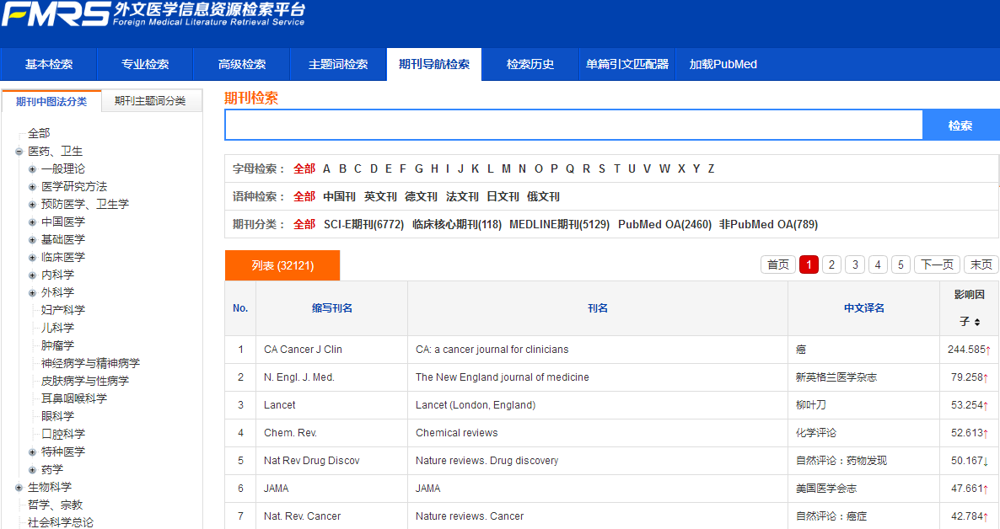 FMRS 外文医学信息资源检索平台
Foreign Medical Literature Retrieval Service
基本检索 专业检索 高级检索 主题词检索 期刊导航检索 检索历史 单篇引文匹配器 加载PubMed
期刊中图法分类 期刊主题词分类
全部
医药、卫生
一般理论
医学研究方法
预防医学、卫生学
中国医学
基础医学
临床医学
内科学
外科学
妇产科学
儿科学
肿瘤学
神经病学与精神病学
皮肤病学与性病学
耳鼻咽喉科学
眼科学
口腔科学
特种医学
药学
生物科学
哲学、宗教
社会科学总论
期刊检索
检索
字母检索： 全部 A B C D E F G H I J K L M N O P Q R S T U V W X Y Z
语种检索： 全部 中国刊 英文刊 德文刊 法文刊 日文刊 俄文刊
期刊分类： 全部 SCI-E期刊(6772) 临床核心期刊(118) MEDLINE期刊(5129) PubMed OA(2460) 非PubMed OA(789)
列表 (32121) 首页 1 2 3 4 5 下一页 末页
No. 缩写刊名 刊名 中文译名 影响因
子
1 CA Cancer J Clin CA: a cancer journal for clinicians 癌 244.585↑
2 N. Engl. J. Med. The New England journal of medicine 新英格兰医学杂志 79.258↑
3 Lancet Lancet (London, England) 柳叶刀 53.254↑
4 Chem. Rev. Chemical reviews 化学评论 52.613↑
5 Nat Rev Drug Discov Nature reviews. Drug discovery 自然评论：药物发现 50.167↓
6 JAMA JAMA 美国医学会志 47.661↑
7 Nat. Rev. Cancer Nature reviews. Cancer 自然评论：癌症 42.784↑